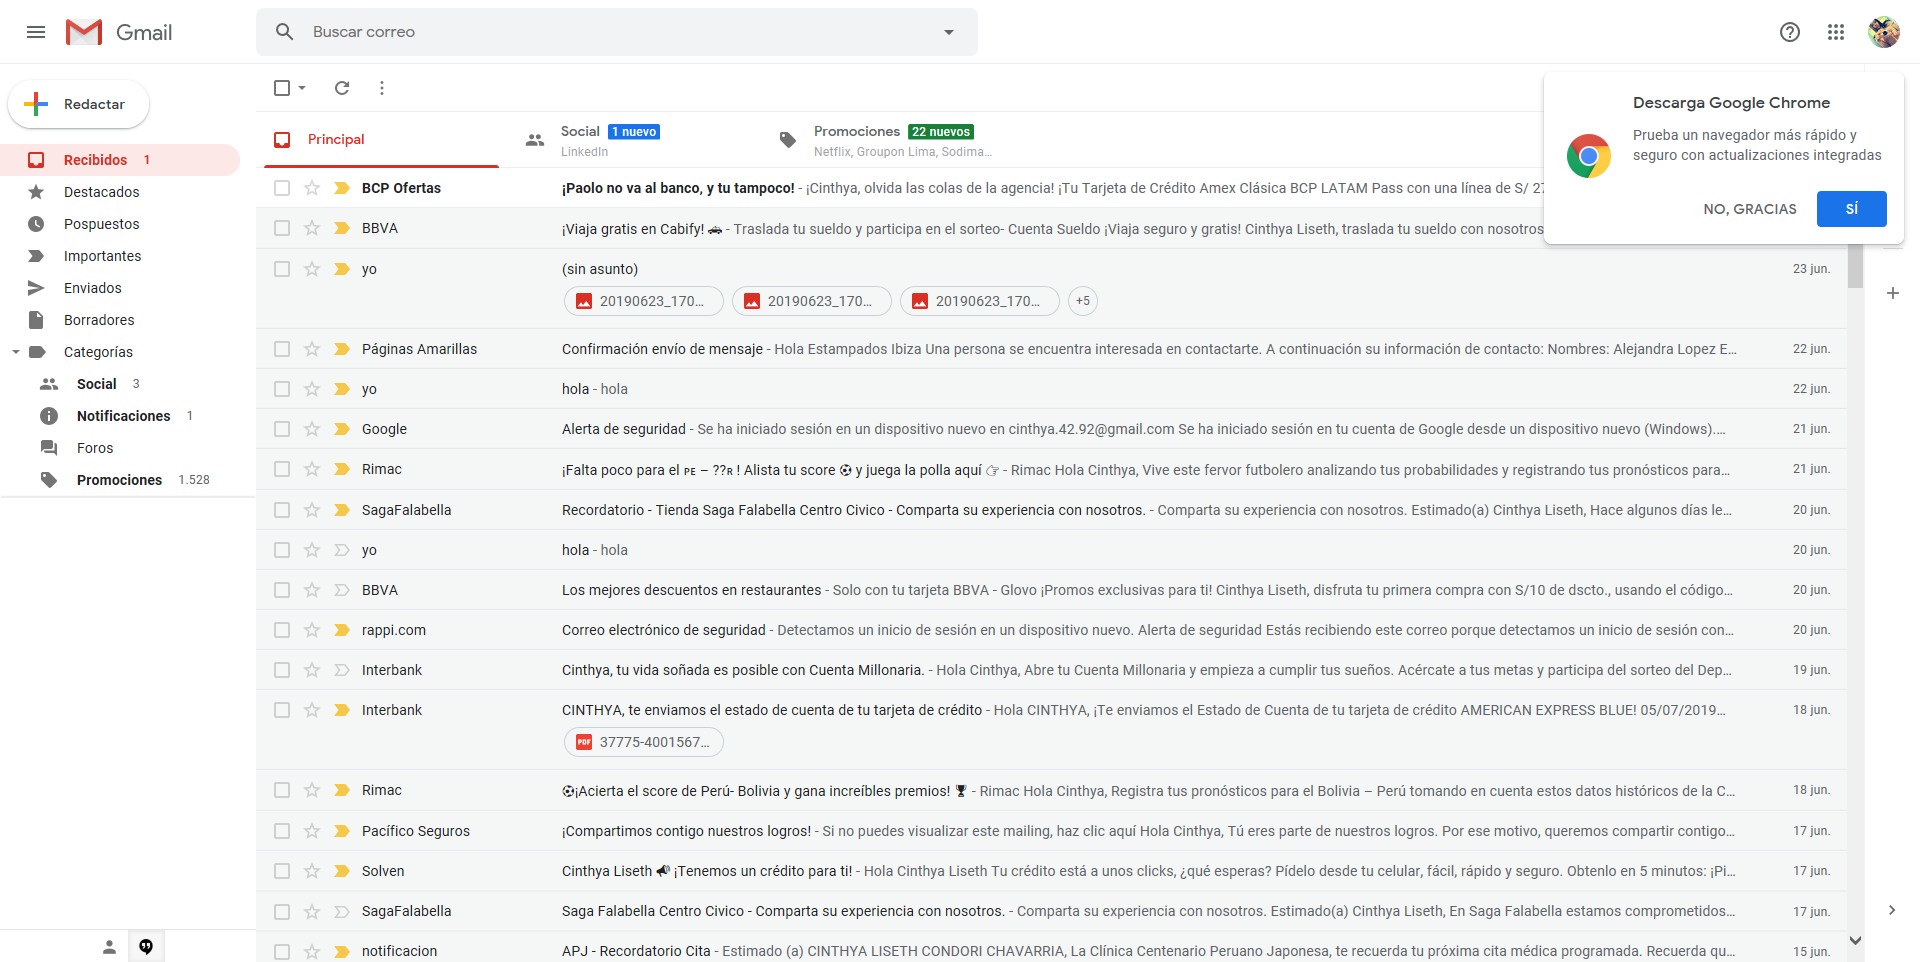 Gmail
Buscar correo
Redactar
Recibidos 1
Destacados
Pospuestos
Importantes
Enviados
Borradores
Categorías
Social 3
Notificaciones 1
Foros
Promociones 1.528
Principal
Social 1 nuevo
LinkedIn
Promociones 22 nuevos
Netflix, Groupon Lima, Sodima...
Descarga Google Chrome
Prueba un navegador más rápido y
seguro con actualizaciones integradas
NO, GRACIAS SÍ
BCP Ofertas ¡Paolo no va al banco, y tu tampoco! - ¡Cinthya, olvida las colas de la agencia! ¡Tu Tarjeta de Crédito Amex Clásica BCP LATAM Pass con una línea de S/ 27
BBVA ¡Viaja gratis en Cabify! 🚓 - Traslada tu sueldo y participa en el sorteo- Cuenta Sueldo ¡Viaja seguro y gratis! Cinthya Liseth, traslada tu sueldo con nosotros
yo (sin asunto) 23 jun.
20190623_170... 20190623_170... 20190623_170... +5
Páginas Amarillas Confirmación envío de mensaje - Hola Estampados Ibiza Una persona se encuentra interesada en contactarte. A continuación su información de contacto: Nombres: Alejandra Lopez E... 22 jun.
yo hola - hola 22 jun.
Google Alerta de seguridad - Se ha iniciado sesión en un dispositivo nuevo en cinthya.42.92@gmail.com Se ha iniciado sesión en tu cuenta de Google desde un dispositivo nuevo (Windows).... 21 jun.
Rimac ¡Falta poco para el ᴘᴇ – ??ʀ ! Alista tu score ⚽ y juega la polla aquí 👉 - Rimac Hola Cinthya, Vive este fervor futbolero analizando tus probabilidades y registrando tus pronósticos para... 21 jun.
SagaFalabella Recordatorio - Tienda Saga Falabella Centro Civico - Comparta su experiencia con nosotros. - Comparta su experiencia con nosotros. Estimado(a) Cinthya Liseth, Hace algunos días le... 20 jun.
yo hola - hola 20 jun.
BBVA Los mejores descuentos en restaurantes - Solo con tu tarjeta BBVA - Glovo ¡Promos exclusivas para ti! Cinthya Liseth, disfruta tu primera compra con S/10 de dscto., usando el código... 20 jun.
rappi.com Correo electrónico de seguridad - Detectamos un inicio de sesión en un dispositivo nuevo. Alerta de seguridad Estás recibiendo este correo porque detectamos un inicio de sesión con... 20 jun.
Interbank Cinthya, tu vida soñada es posible con Cuenta Millonaria. - Hola Cinthya, Abre tu Cuenta Millonaria y empieza a cumplir tus sueños. Acércate a tus metas y participa del sorteo del Dep... 19 jun.
Interbank CINTHYA, te enviamos el estado de cuenta de tu tarjeta de crédito - Hola CINTHYA, ¡Te enviamos el Estado de Cuenta de tu tarjeta de crédito AMERICAN EXPRESS BLUE! 05/07/2019... 18 jun.
PDF 37775-4001567...
Rimac ⚽¡Acierta el score de Perú- Bolivia y gana increíbles premios! 🏆 - Rimac Hola Cinthya, Registra tus pronósticos para el Bolivia – Perú tomando en cuenta estos datos históricos de la C... 18 jun.
Pacífico Seguros ¡Compartimos contigo nuestros logros! - Si no puedes visualizar este mailing, haz clic aquí Hola Cinthya, Tú eres parte de nuestros logros. Por ese motivo, queremos compartir contigo... 17 jun.
Solven Cinthya Liseth 📢 ¡Tenemos un crédito para ti! - Hola Cinthya Liseth Tu crédito está a unos clicks, ¿qué esperas? Pídelo desde tu celular, fácil, rápido y seguro. Obtenlo en 5 minutos: ¡Pi... 17 jun.
SagaFalabella Saga Falabella Centro Civico - Comparta su experiencia con nosotros. - Comparta su experiencia con nosotros. Estimado(a) Cinthya Liseth, En Saga Falabella estamos comprometidos... 17 jun.
notificacion APJ - Recordatorio Cita - Estimado (a) CINTHYA LISETH CONDORI CHAVARRIA, La Clínica Centenario Peruano Japonesa, te recuerda tu próxima cita médica programada. Recuerda qu... 15 jun.